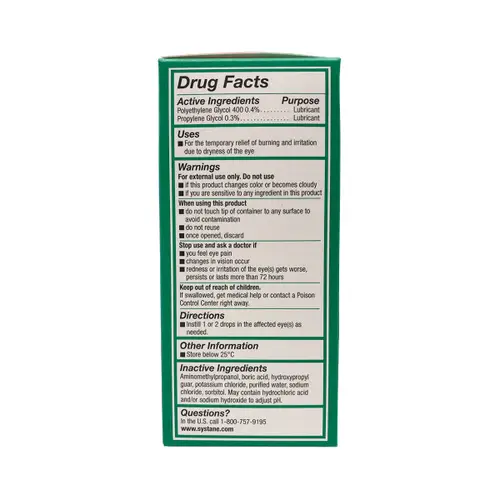 Drug Facts
Active Ingredients Purpose
Polyethylene Glycol 400 0.4%......... Lubricant
Propylene Glycol 0.3%.............. Lubricant
Uses
■ For the temporary relief of burning and irritation
due to dryness of the eye
Warnings
For external use only. Do not use
■ if this product changes color or becomes cloudy
■ if you are sensitive to any ingredient in this product
When using this product
■ do not touch tip of container to any surface to
avoid contamination
■ do not reuse
■ once opened, discard
Stop use and ask a doctor if
■ you feel eye pain
■ changes in vision occur
■ redness or irritation of the eye(s) gets worse,
persists or lasts more than 72 hours
Keep out of reach of children.
If swallowed, get medical help or contact a Poison
Control Center right away.
Directions
■ Instill 1 or 2 drops in the affected eye(s) as
needed.
Other Information
■ Store below 25°C
Inactive Ingredients
Aminomethylpropanol, boric acid, hydroxypropyl
guar, potassium chloride, purified water, sodium
chloride, sorbitol. May contain hydrochloric acid
and/or sodium hydroxide to adjust pH.
Questions?
In the U.S. call 1-800-757-9195
www.systane.com